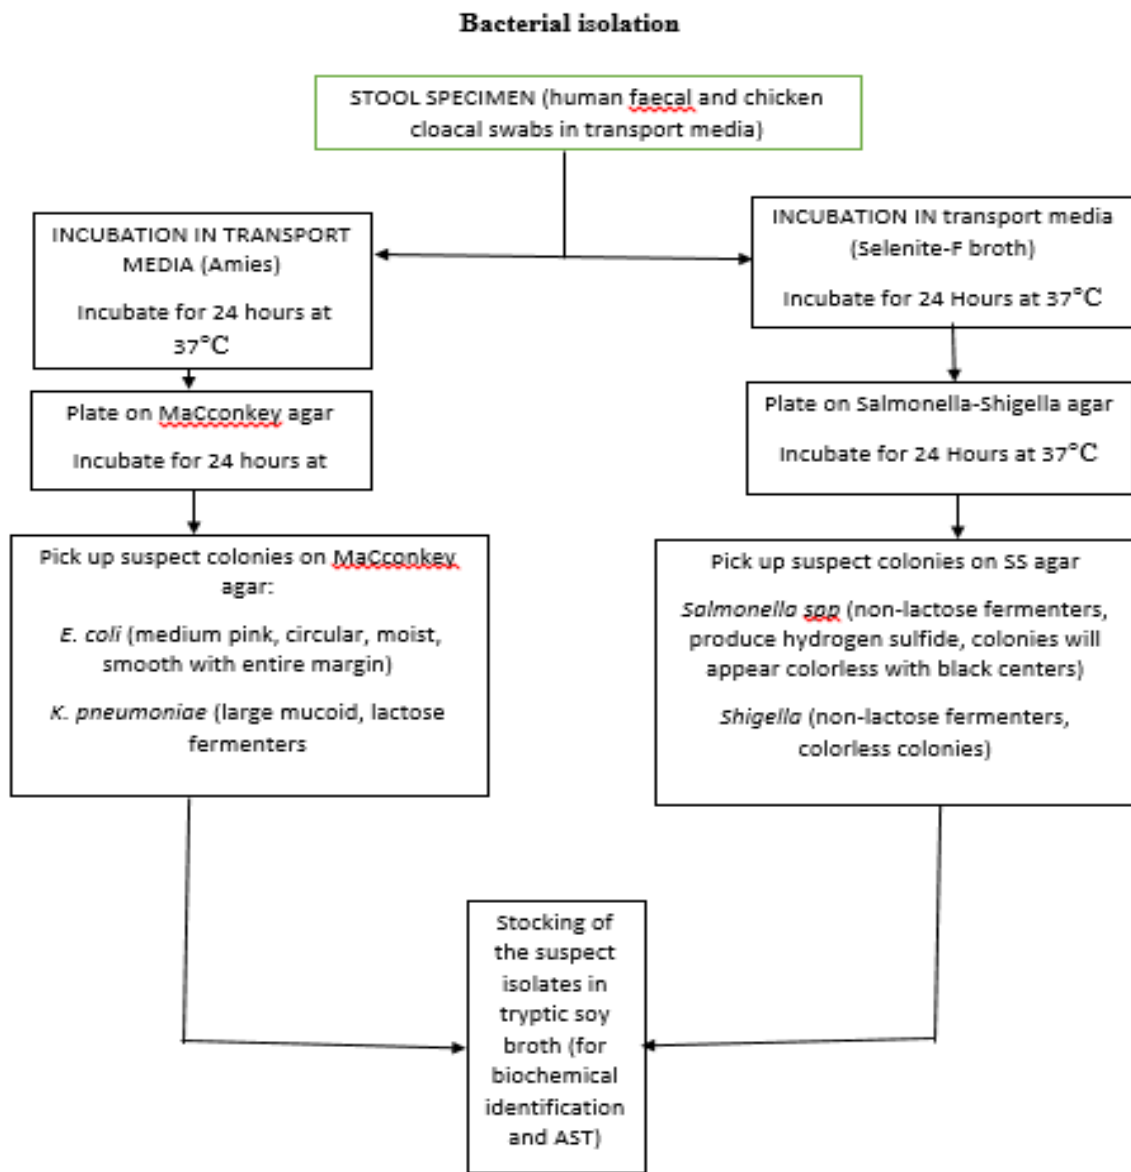 Bacterial isolation
STOOL SPECIMEN (human faecal and chicken
cloacal swabs in transport media)
INCUBATION IN TRANSPORT
MEDIA (Amies)
Incubate for 24 hours at
37°C
Plate on MaCconkey agar
Incubate for 24 hours at
Pick up suspect colonies on MaCconkey
agar:
E. coli (medium pink, circular, moist,
smooth with entire margin)
K. pneumoniae (large mucoid, lactose
fermenters
INCUBATION IN transport media
(Selenite-F broth)
Incubate for 24 Hours at 37°C
Plate on Salmonella-Shigella agar
Incubate for 24 Hours at 37°C
Pick up suspect colonies on SS agar
Salmonella spp (non-lactose fermenters,
produce hydrogen sulfide, colonies will
appear colorless with black centers)
Shigella (non-lactose fermenters,
colorless colonies)
Stocking of
the suspect
isolates in
tryptic soy
broth (for
biochemical
identification
and AST)